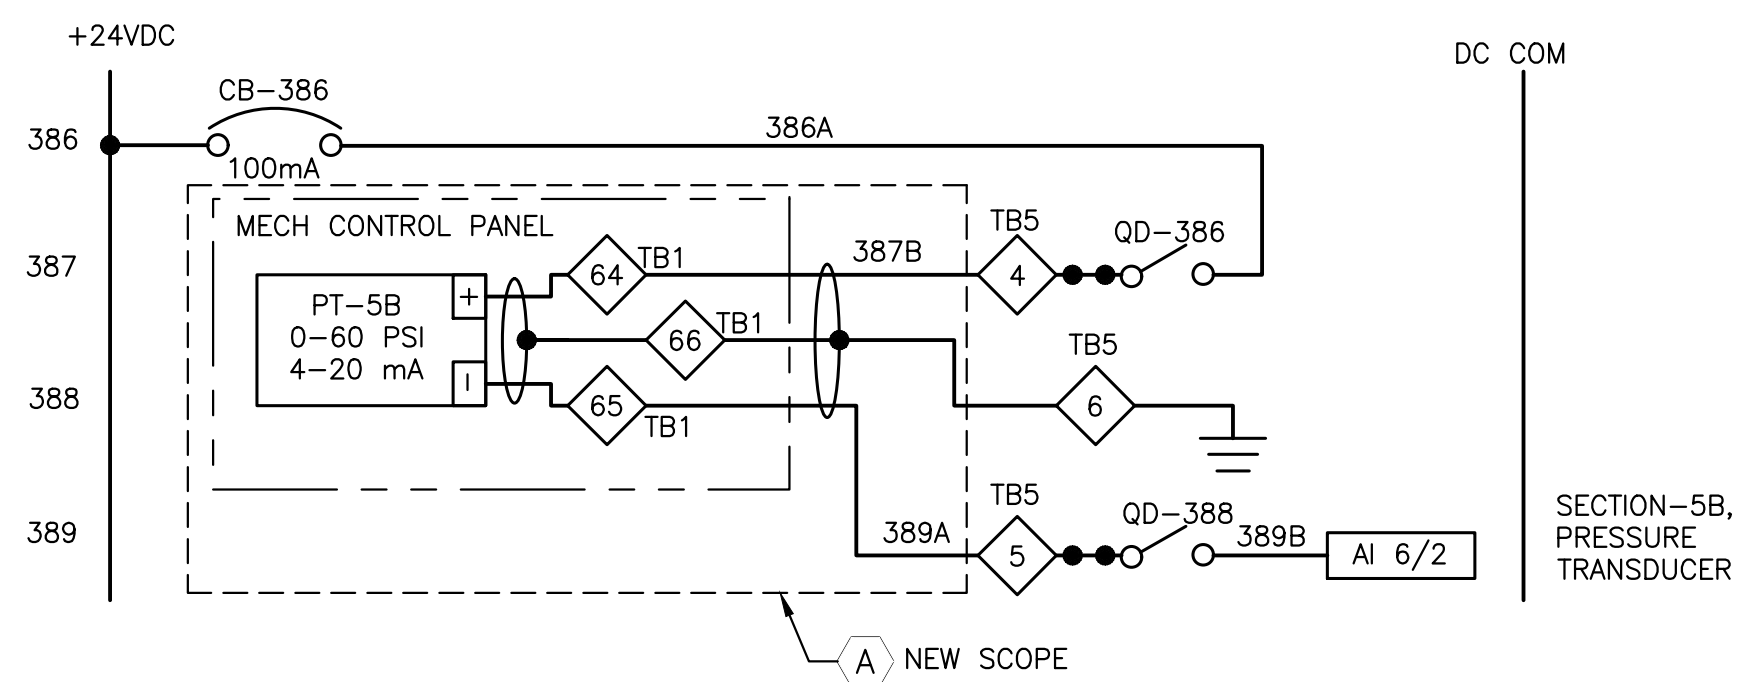 +24VDC
DC COM
CB-386
386
386A
100mA
MECH CONTROL PANEL
TB5
QD-386
387
64
TB1
387B
4
+
PT-5B
0-60 PSI
4-20 mA
66
TB1
TB5
388
-
65
TB1
6
TB5
QD-388
SECTION-5B,
PRESSURE
TRANSDUCER
389
389A
5
389B
AI 6/2
A
NEW SCOPE